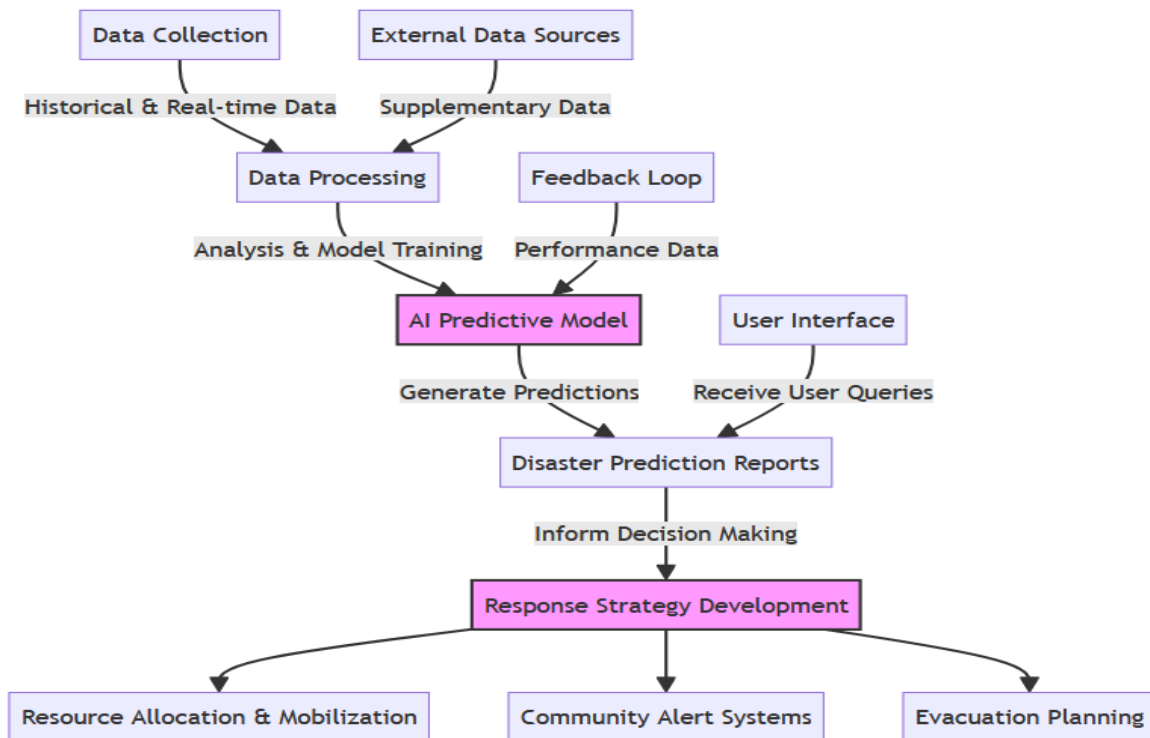 Data Collection
External Data Sources
Historical & Real-time Data
Supplementary Data
Data Processing
Feedback Loop
Analysis & Model Training
Performance Data
AI Predictive Model
User Interface
Generate Predictions
Receive User Queries
Disaster Prediction Reports
Inform Decision Making
Response Strategy Development
Resource Allocation & Mobilization
Community Alert Systems
Evacuation Planning